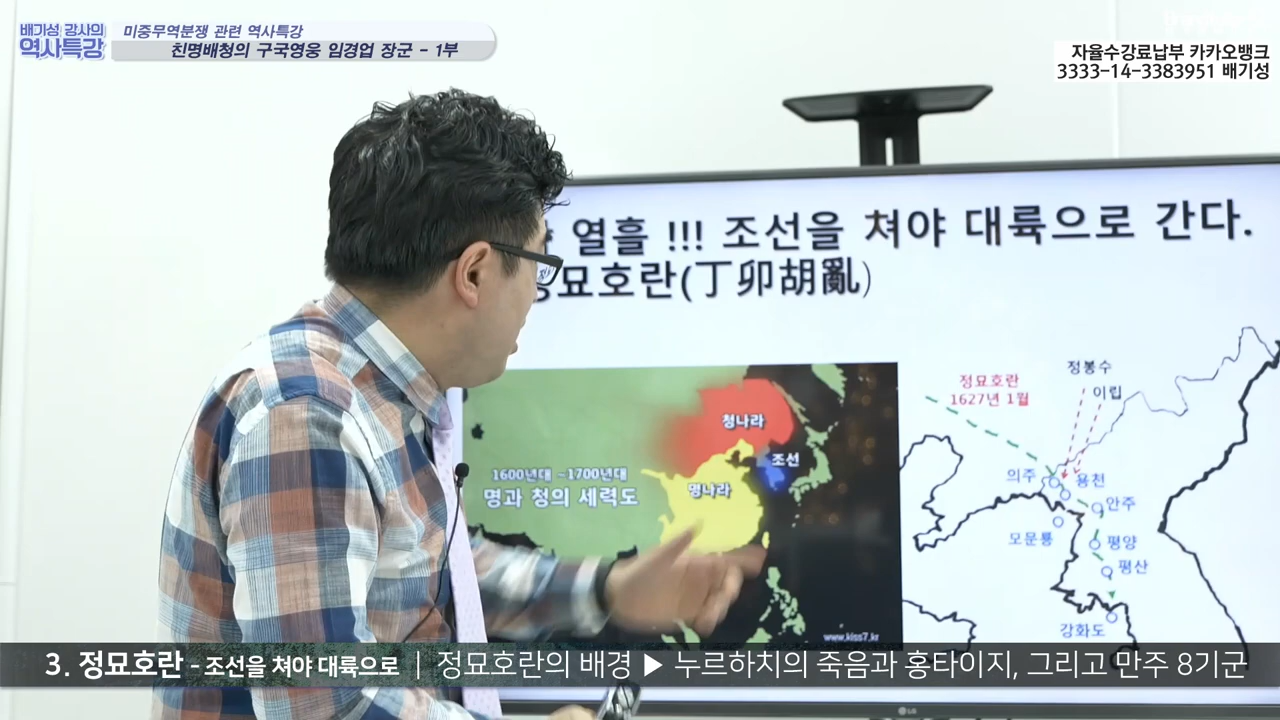 배기성 강사의
역사특강
미중무역분쟁 관련 역사특강
친명배청의 구국영웅 임경업 장군 - 1부
자율수강료납부 카카오뱅크
3333-14-3383951 배기성
열흘 !!! 조선을 쳐야 대륙으로 간다.
묘호란(丁卯胡亂)
청나라
조선
1600년대 ~1700년대
명과 청의 세력도
명나라
www.kiss7.kr
정묘호란
1627년 1월
정봉수
이립
의주
용천
안주
모문룡
평양
평산
강화도
3. 정묘호란 - 조선을 쳐야 대륙으로 | 정묘호란의 배경 ▶ 누르하치의 죽음과 홍타이지, 그리고 만주 8기군
LG